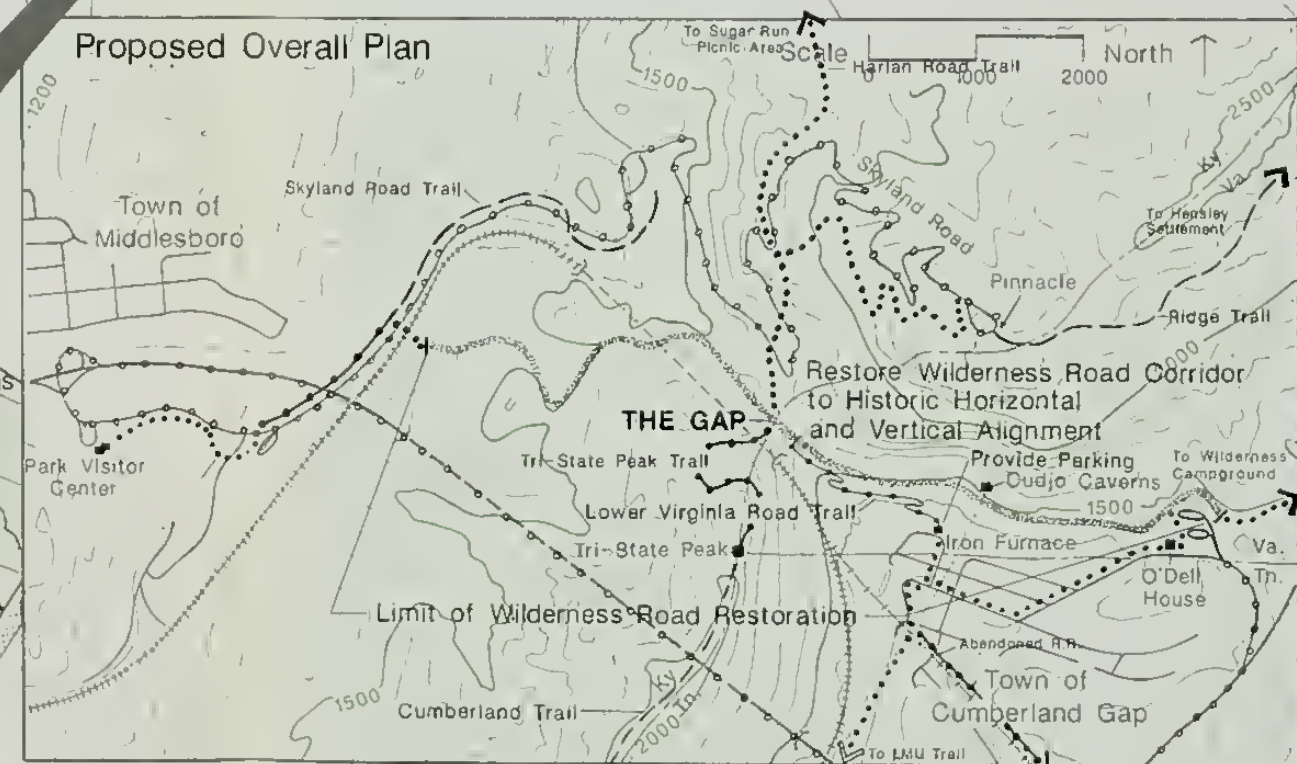 Proposed Overall Plan
1200
To Sugar Run
Picnic Area
Scale
0
1000
2000
North
Harlan Road Trail
1500
2500
Skyland Road Trail
Skyland Road
Ky.
Va.
Town of
Middlesboro
To Hensley
Settlement
Pinnacle
Ridge Trail
Restore Wilderness Road Corridor
to Historic Horizontal
and Vertical Alignment
THE GAP
Tri-State Peak Trail
Provide Parking
Cudjo Caverns
To Wilderness
Campground
Park Visitor
Center
1500
Lower Virginia Road Trail
Tri-State Peak
Iron Furnace
O'Dell
House
Va.
Tn.
Limit of Wilderness Road Restoration
Abandoned R.R.
Town of
Cumberland Gap
1500
Ky
Tn.
2000
Cumberland Trail
To LMU Trail